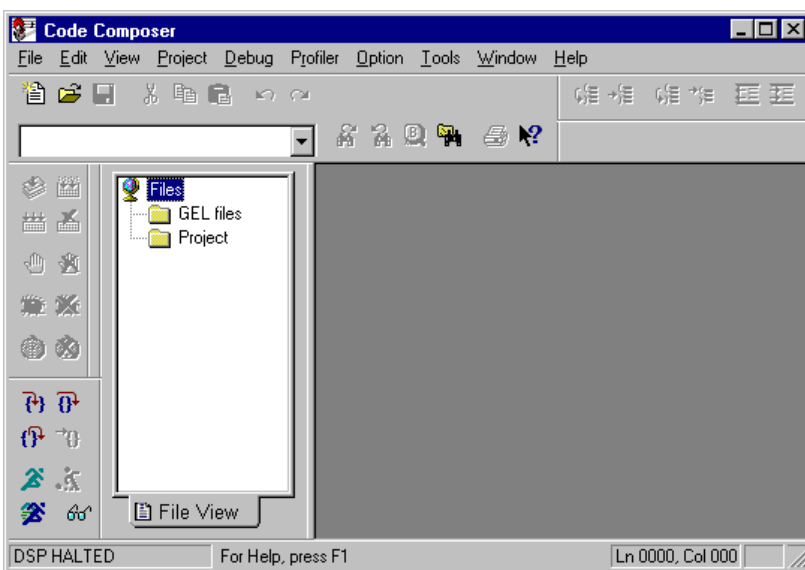 Code Composer
File Edit View Project Debug Profiler Option Tools Window Help
Files
GEL files
Project
File View
DSP HALTED For Help, press F1 Ln 0000, Col 000